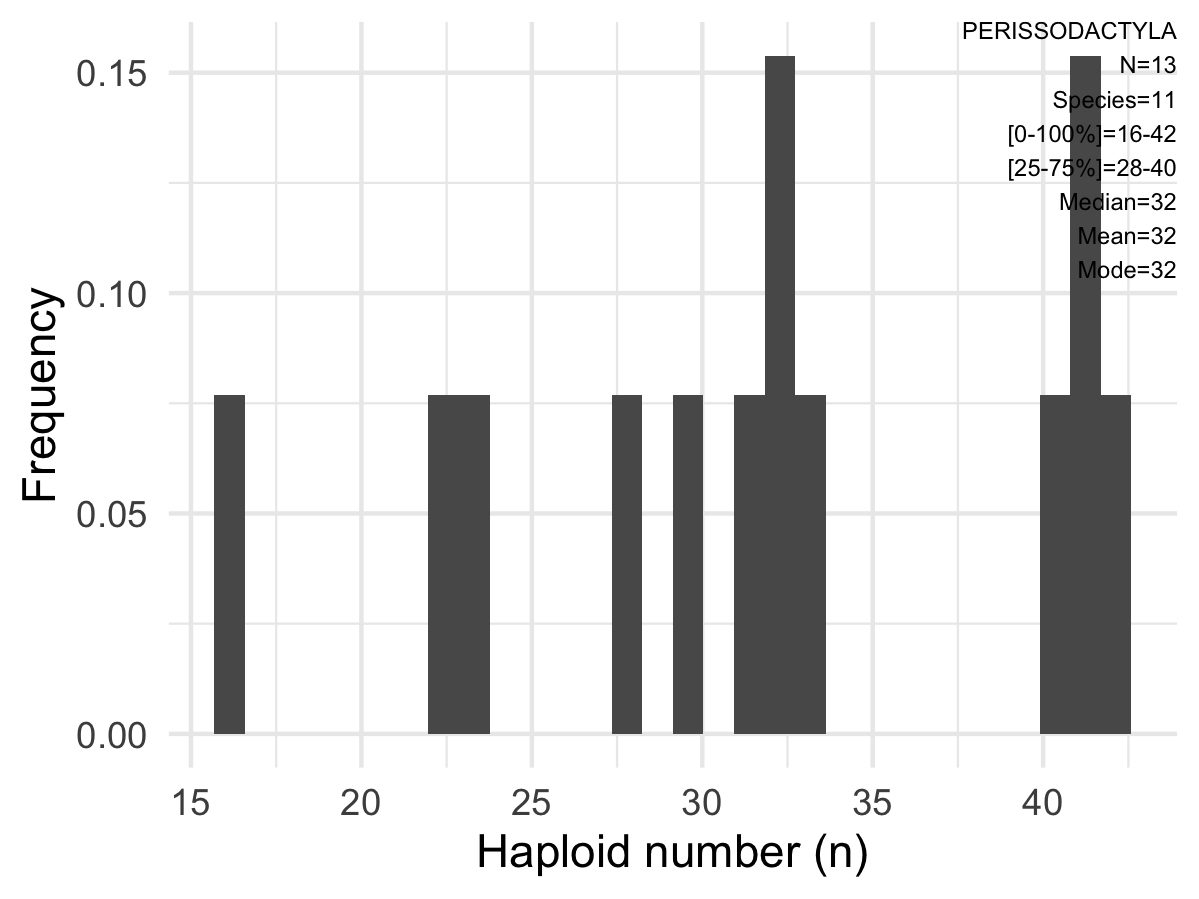 PERISSODACTYLA
N=13
Species=11
[0-100%]=16-42
[25-75%]=28-40
Median=32
Mean=32
Mode=32
Frequency
0.15
0.10
0.05
0.00
15 20 25 30 35 40
Haploid number (n)